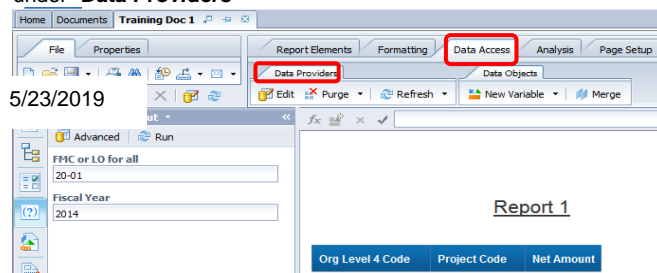 under Data Providers
Home Documents Training Doc 1
File Properties Report Elements Formatting Data Access Analysis Page Setup
Data Providers Data Objects
5/23/2019
Edit Purge Refresh New Variable Merge
Advanced Run
FMC or LO for all
20-01
Fiscal Year
2014
Report 1
Org Level 4 Code Project Code Net Amount